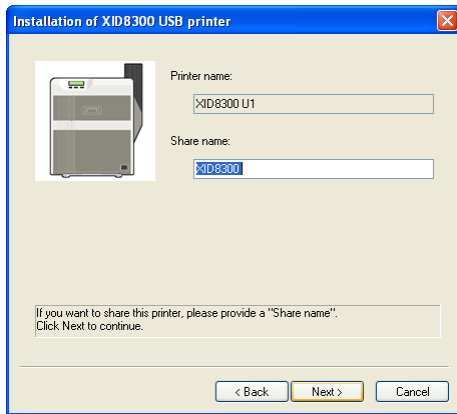 Installation of XID8300 USB printer
Printer name:
XID8300 U1
Share name:
XID8300
If you want to share this printer, please provide a "Share name".
Click Next to continue.
< Back
Next >
Cancel